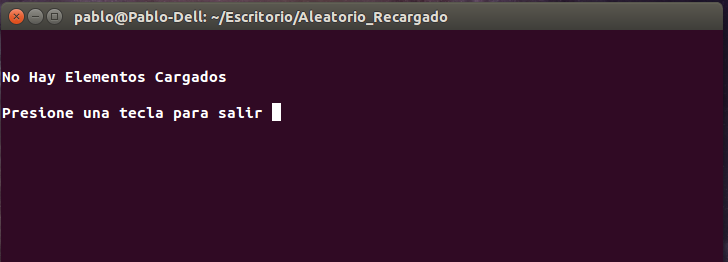 pablo@Pablo-Dell: ~/Escritorio/Aleatorio_Recargado
No Hay Elementos Cargados
Presione una tecla para salir